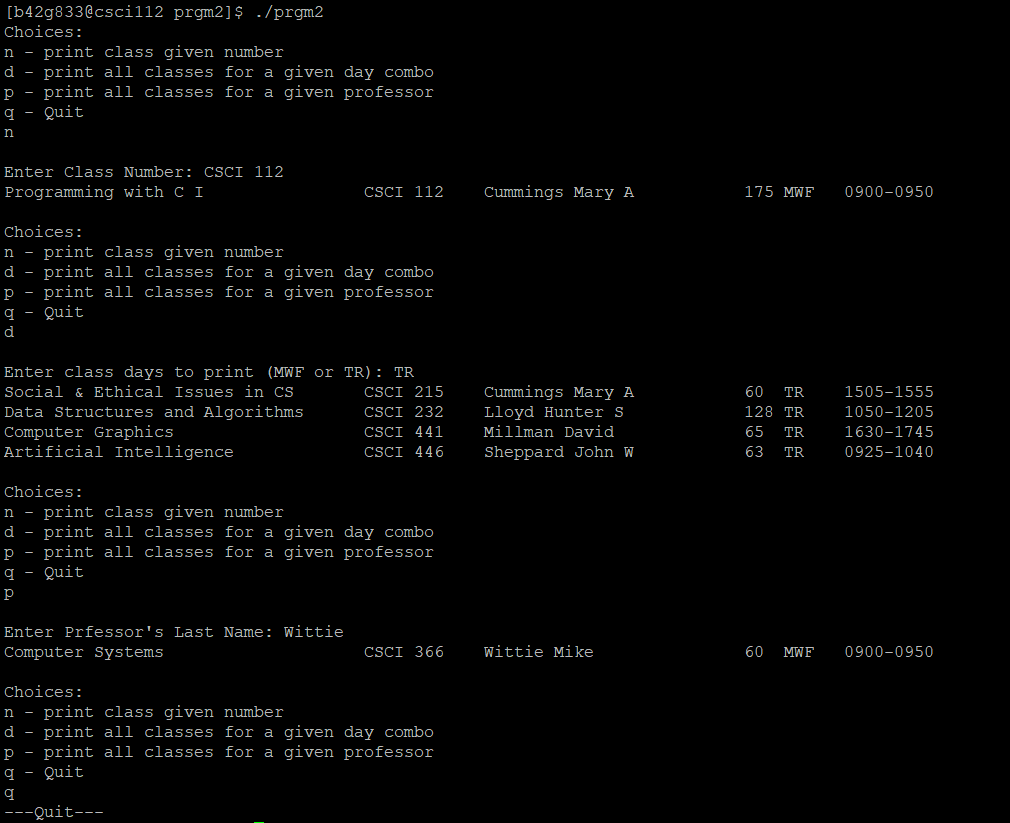 [b42g833@csci112 prgm2]$ ./prgm2
Choices:
n - print class given number
d - print all classes for a given day combo
p - print all classes for a given professor
q - Quit
n
Enter Class Number: CSCI 112
Programming with C I                CSCI 112    Cummings Mary A           175 MWF   0900-0950
Choices:
n - print class given number
d - print all classes for a given day combo
p - print all classes for a given professor
q - Quit
d
Enter class days to print (MWF or TR): TR
Social & Ethical Issues in CS       CSCI 215    Cummings Mary A           60  TR    1505-1555
Data Structures and Algorithms      CSCI 232    Lloyd Hunter S            128 TR    1050-1205
Computer Graphics                   CSCI 441    Millman David             65  TR    1630-1745
Artificial Intelligence             CSCI 446    Sheppard John W           63  TR    0925-1040
Choices:
n - print class given number
d - print all classes for a given day combo
p - print all classes for a given professor
q - Quit
p
Enter Prfessor's Last Name: Wittie
Computer Systems                    CSCI 366    Wittie Mike               60  MWF   0900-0950
Choices:
n - print class given number
d - print all classes for a given day combo
p - print all classes for a given professor
q - Quit
q
---Quit---